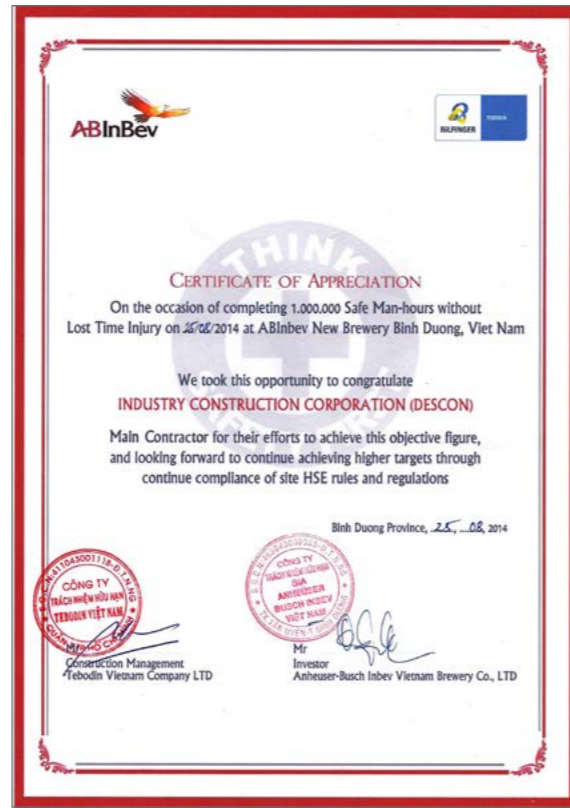 ABInBev
BILFINGER
TEBODIN
THINK
CERTIFICATE OF APPRECIATION
On the occasion of completing 1.000.000 Safe Man-hours without
Lost Time Injury on 25/08/2014 at ABInbev New Brewery Binh Duong, Viet Nam
We took this opportunity to congratulate
INDUSTRY CONSTRUCTION CORPORATION (DESCON)
Main Contractor for their efforts to achieve this objective figure,
and looking forward to continue achieving higher targets through
continue compliance of site HSE rules and regulations
Binh Duong Province, 25, 08, 2014
CÔNG TY
TRÁCH NHIỆM HỮU HẠN
TEBODIN VIỆT NAM
CÔNG TY
TRÁCH NHIỆM HỮU HẠN
BIA
ANHEUSER
BUSCH INBEV
VIỆT NAM
Mr
Construction Management
Tebodin Vietnam Company LTD
Mr
Investor
Anheuser-Busch Inbev Vietnam Brewery Co., LTD